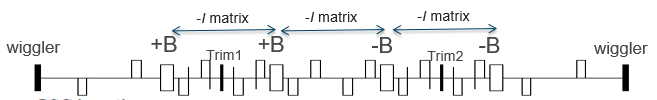 -I matrix -I matrix -I matrix
wiggler +B +B -B -B wiggler
Trim1 Trim2